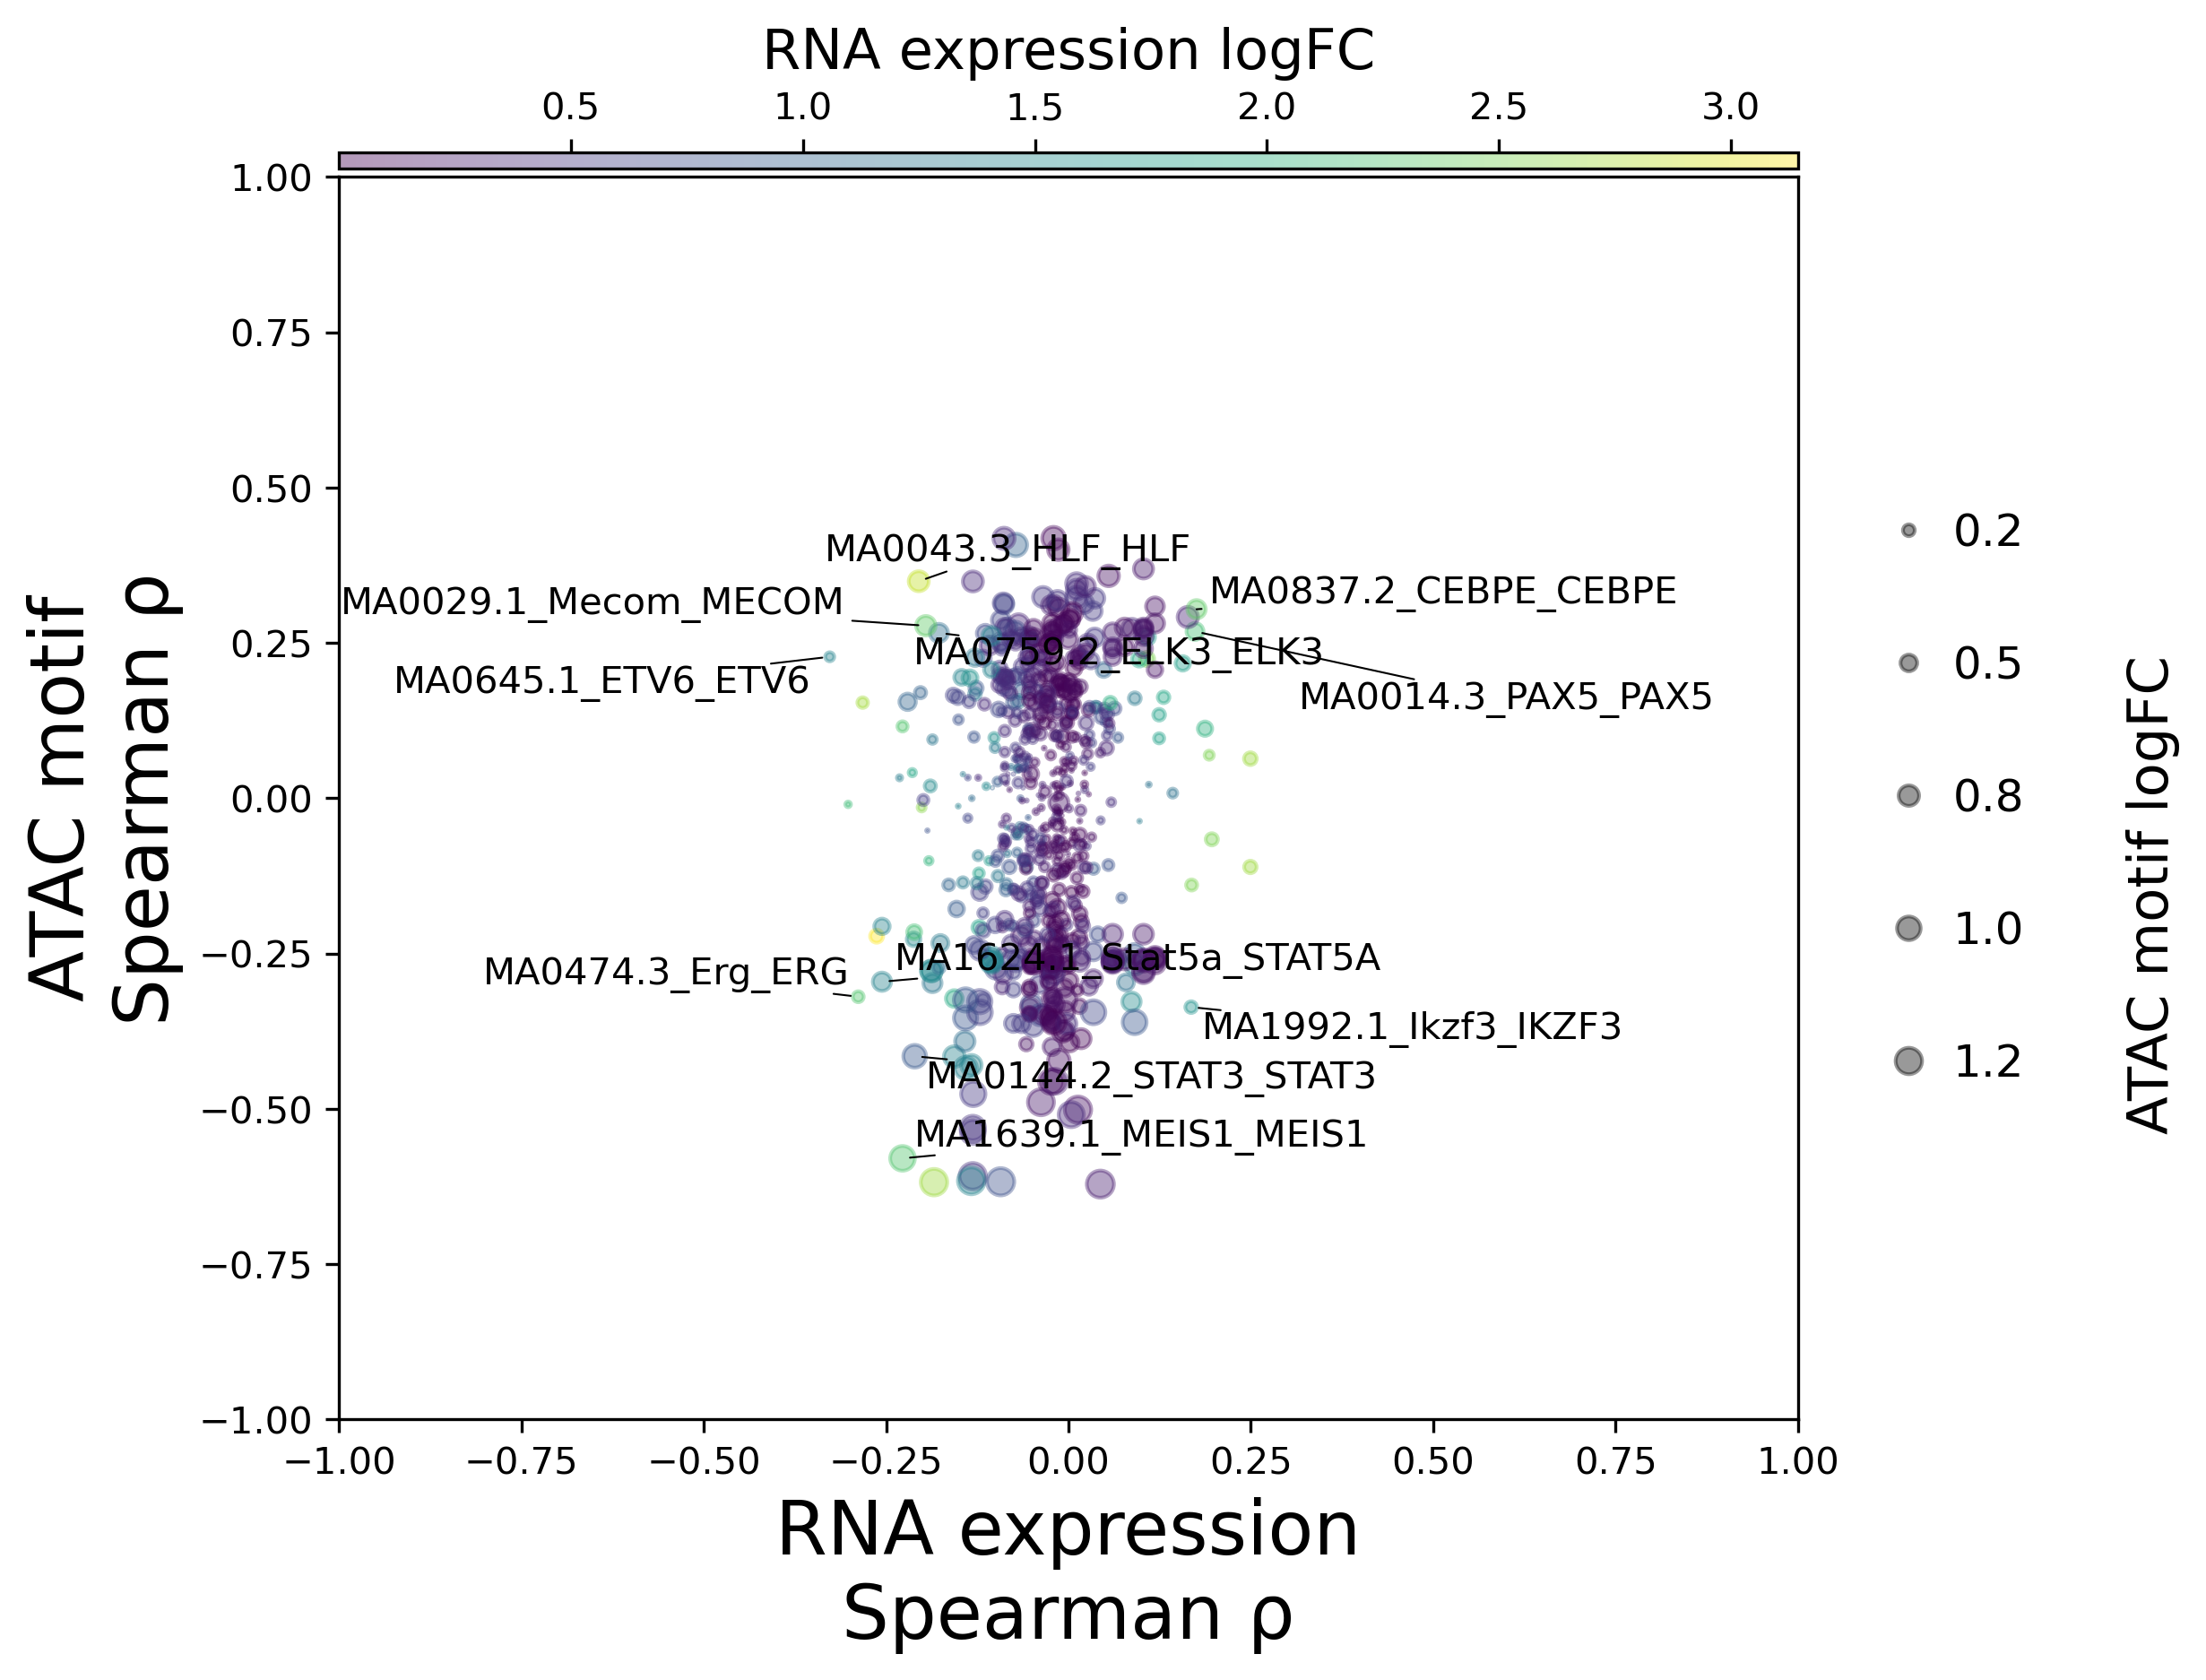 RNA expression logFC
0.5 1.0 1.5 2.0 2.5 3.0
1.00
0.75
0.50
0.25
0.00
−0.25
−0.50
−0.75
−1.00
ATAC motif
Spearman ρ
MA0043.3_HLF_HLF
MA0029.1_Mecom_MECOM
MA0837.2_CEBPE_CEBPE
MA0759.2_ELK3_ELK3
MA0645.1_ETV6_ETV6
MA0014.3_PAX5_PAX5
MA1624.1_Stat5a_STAT5A
MA0474.3_Erg_ERG
MA1992.1_Ikzf3_IKZF3
MA0144.2_STAT3_STAT3
MA1639.1_MEIS1_MEIS1
−1.00 −0.75 −0.50 −0.25 0.00 0.25 0.50 0.75 1.00
RNA expression
Spearman ρ
0.2
0.5
0.8
1.0
1.2
ATAC motif logFC